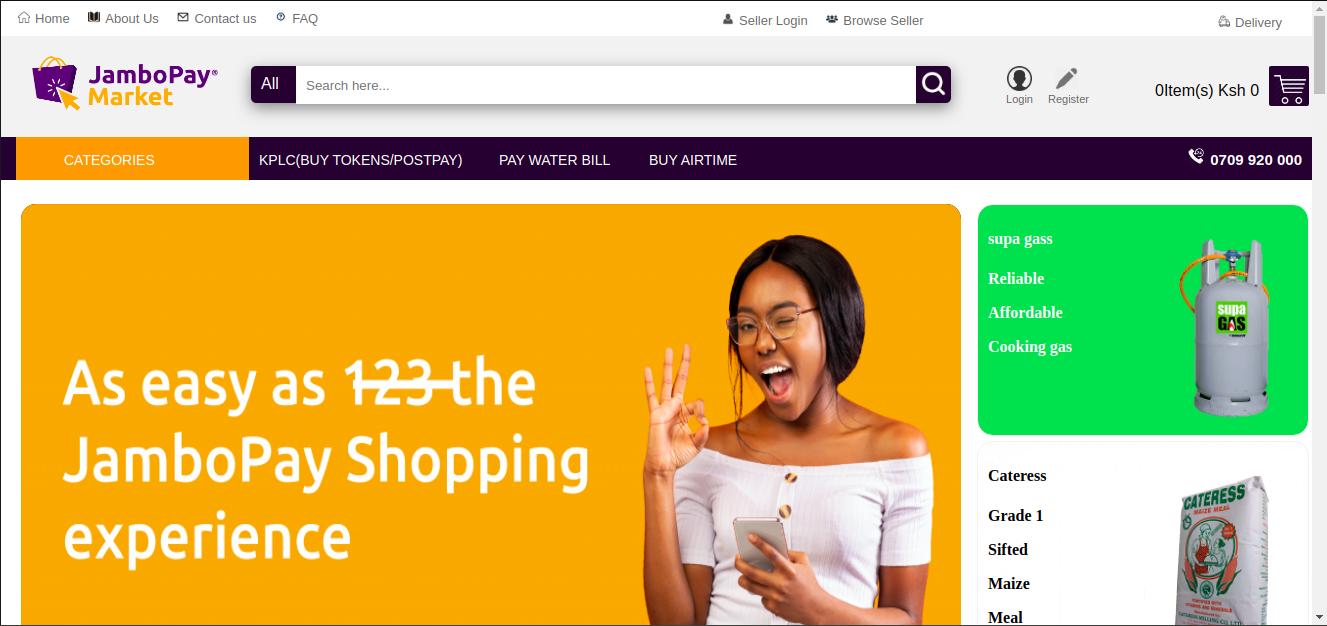 Home About Us Contact us FAQ Seller Login Browse Seller Delivery
JamboPay®
Market
All Search here...
Login Register
0Item(s) Ksh 0
CATEGORIES KPLC(BUY TOKENS/POSTPAY) PAY WATER BILL BUY AIRTIME 0709 920 000
As easy as 123 the
JamboPay Shopping
experience
supa gass
Reliable
Affordable
Cooking gas
supa
GAS
Cateress
Grade 1
Sifted
Maize
Meal
CATERESS
MAIZE MEAL